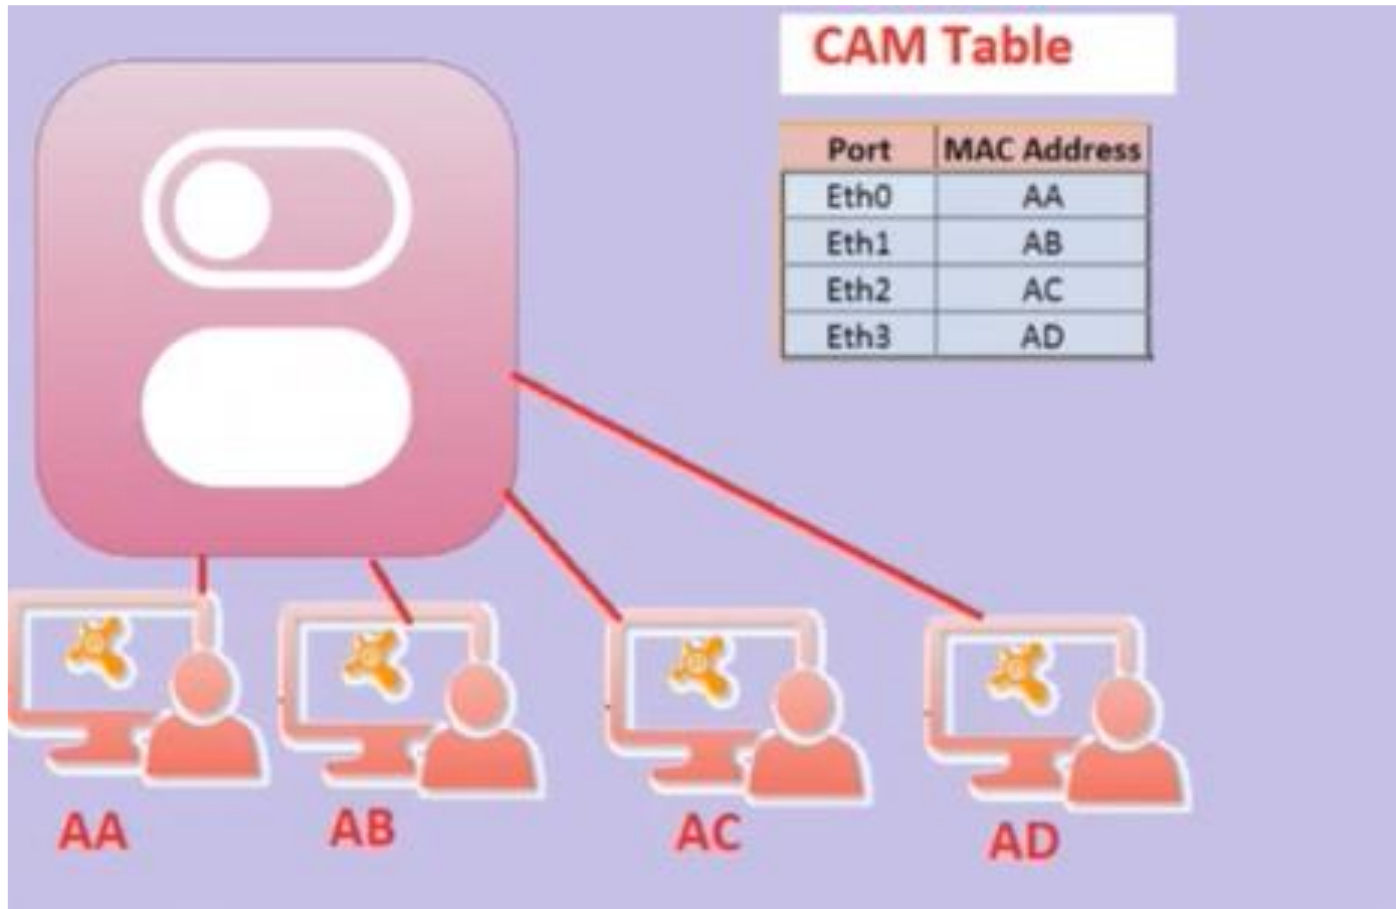 CAM Table
Port MAC Address
Eth0 AA
Eth1 AB
Eth2 AC
Eth3 AD
AA AB AC AD